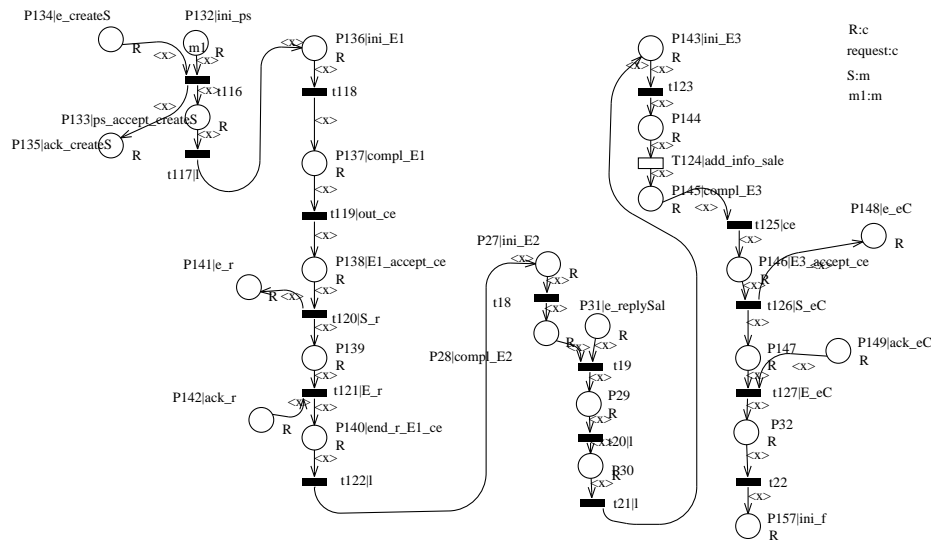 P134|e_createS
P132|ini_ps
R
m1
R
<x>
<x>
t116
<x>
<x>
P133|ps_accept_createS
R
P135|ack_createS
R
<x>
t117|l
<x>
P136|ini_E1
R
<x>
t118
<x>
P137|compl_E1
R
<x>
t119|out_ce
<x>
P138|E1_accept_ce
R
P141|e_r
R
<x>
<x>
t120|S_r
<x>
P139
R
<x>
t121|E_r
P142|ack_r
<x>
R
<x>
P140|end_r_E1_ce
R
<x>
t122|l
P27|ini_E2
<x>
R
<x>
t18
<x>
P31|e_replySal
R
R
P28|compl_E2
<x>
<x>
t19
<x>
P29
R
<x>
t20|l
<x>
P30
R
<x>
t21|l
P143|ini_E3
<x>
R
<x>
t123
<x>
P144
R
<x>
T124|add_info_sale
<x>
P145|compl_E3
R
<x>
t125|ce
<x>
P148|e_eC
R
P146|E3_accept_ce
R
<x>
<x>
t126|S_eC
<x>
P147
R
P149|ack_eC
R
<x>
<x>
t127|E_eC
<x>
P32
R
<x>
t22
<x>
P157|ini_f
R
R:c
request:c
S:m
m1:m